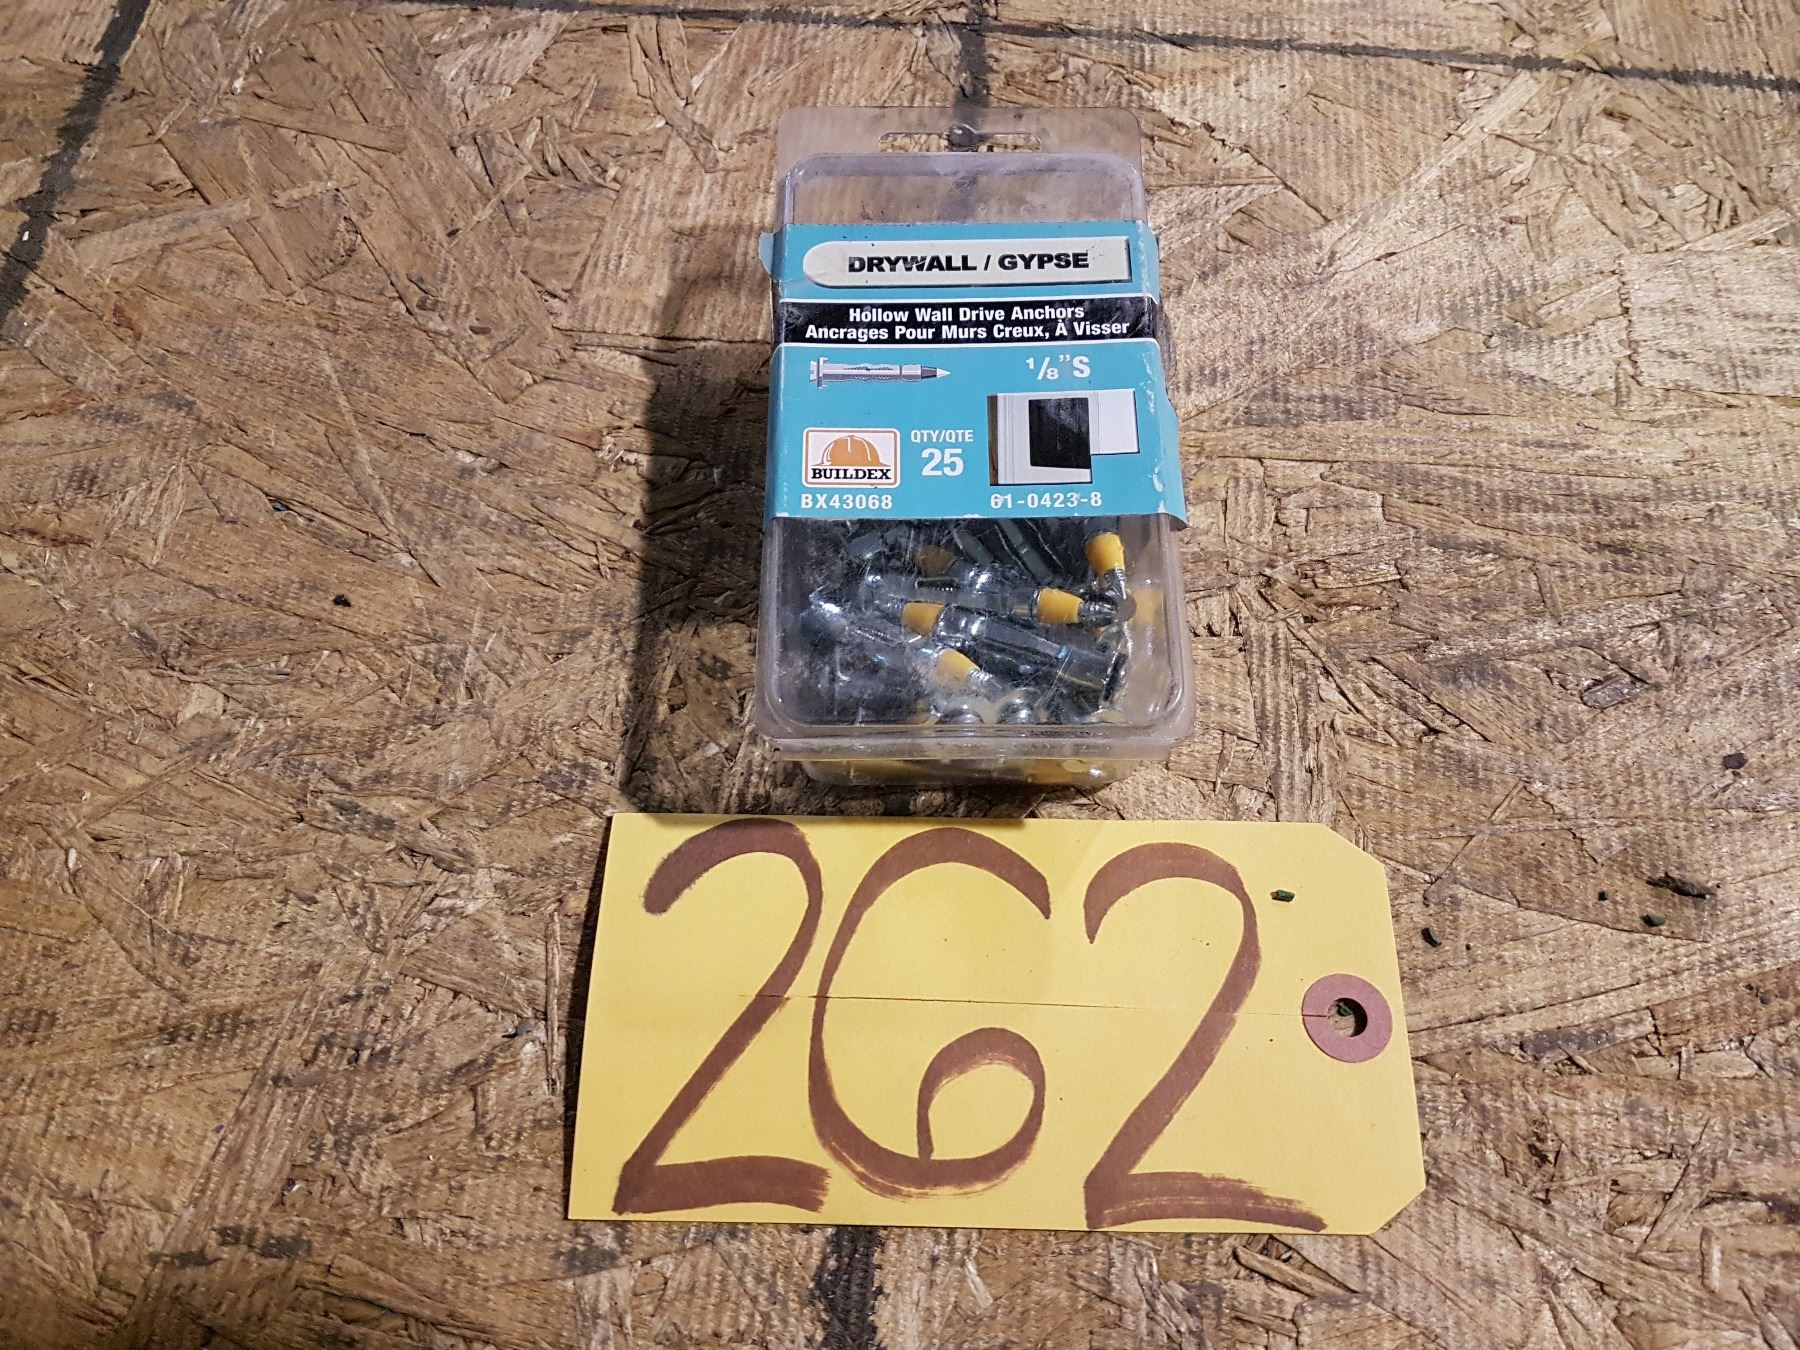 DRYWALL / GYPSE
Hollow Wall Drive Anchors
Ancrages Pour Murs Creux, À Visser
1/8"S
QTY/QTE
25
BUILDEX
BX43068
61-0423-8
262